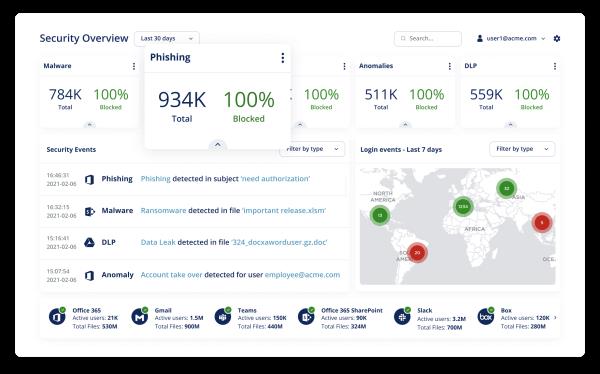 Security Overview
Last 30 days
Search...
user1@acme.com
Malware
784K 100%
Total Blocked
Phishing
934K 100%
Total Blocked
100%
Blocked
Anomalies
511K 100%
Total Blocked
DLP
559K 100%
Total Blocked
Security Events
Filter by type
16:46:31
2021-02-06
Phishing
Phishing detected in subject 'need authorization'
16:32:15
2021-02-06
Malware
Ransomware detected in file 'important release.xlsm'
15:16:41
2021-02-06
DLP
Data Leak detected in file '324_docxaworduser.gz.doc'
15:07:54
2021-02-06
Anomaly
Account take over detected for user employee@acme.com
Login events - Last 7 days
Filter by type
NORTH
AMERICA
ASIA
AFRICA
AME
OCE
32
1234
13
5
20
Office 365
Active users: 21K
Total Files: 530M
Gmail
Active users: 1.5M
Total Files: 900M
Teams
Active users: 150K
Total Files: 440M
Office 365 SharePoint
Active users: 90K
Total Files: 324M
Slack
Active users: 3.2M
Total Files: 700M
box
Box
Active users: 120K
Total Files: 280M